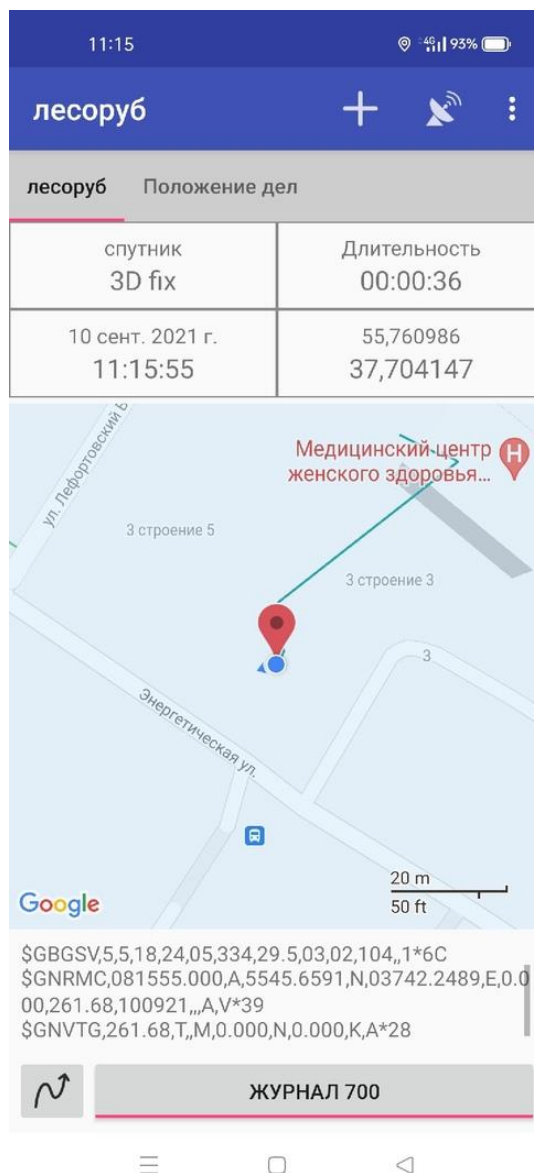 11:15 4G 93%
лесоруб
лесоруб Положение дел
спутник Длительность
3D fix 00:00:36
10 сент. 2021 г. 55,760986
11:15:55 37,704147
ул. Лефортовский
Медицинский центр
женского здоровья...
H
3 строение 5
3 строение 3
3
Энергетическая ул.
20 m
50 ft
Google
$GBGSV,5,5,18,24,05,334,29.5,03,02,104,,1*6C
$GNRMC,081555.000,A,5545.6591,N,03742.2489,E,0.0
00,261.68,100921,,,A,V*39
$GNVTG,261.68,T,,M,0.000,N,0.000,K,A*28
ЖУРНАЛ 700